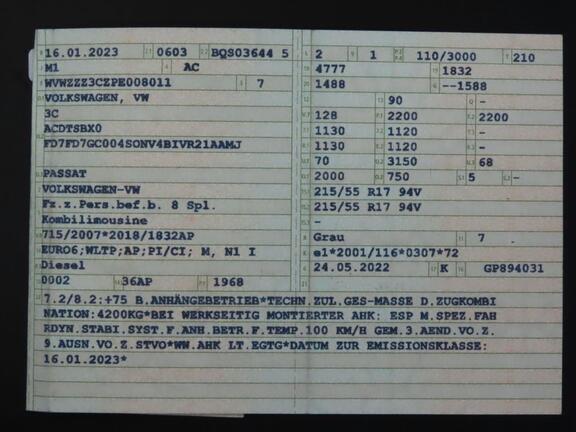 16.01.2023 0603 BQS03644 5
M1 AC
WVWZZZ3CZPE008011 7
VOLKSWAGEN, VW
3C
ACDTSBX0
FD7FD7GC004SONV4BIVR21AAMJ
PASSAT
VOLKSWAGEN-VW
Fz.z.Pers.bef.b. 8 Spl.
Kombilimousine
715/2007*2018/1832AP
EURO6;WLTP;AP;PI/CI; M, N1 I
Diesel
0002 36AP 1968
2 1 110/3000 210
4777 1832
1488 --1588
90 -
128 2200 2200
1130 1120 -
1130 1120 -
70 3150 68
2000 750 5 -
215/55 R17 94V
215/55 R17 94V
-
Grau 7
e1*2001/116*0307*72
24.05.2022 K GP894031
7.2/8.2:+75 B.ANHÄNGEBETRIEB*TECHN.ZUL.GES-MASSE D.ZUGKOMBI
NATION:4200KG*BEI WERKSEITIG MONTIERTER AHK: ESP M.SPEZ.FAH
RDYN.STABI.SYST.F.ANH.BETR.F.TEMP.100 KM/H GEM.3.AEND.VO.Z.
9.AUSN.VO.Z.STVO*WW.AHK LT.EGTG*DATUM ZUR EMISSIONSKLASSE:
16.01.2023*